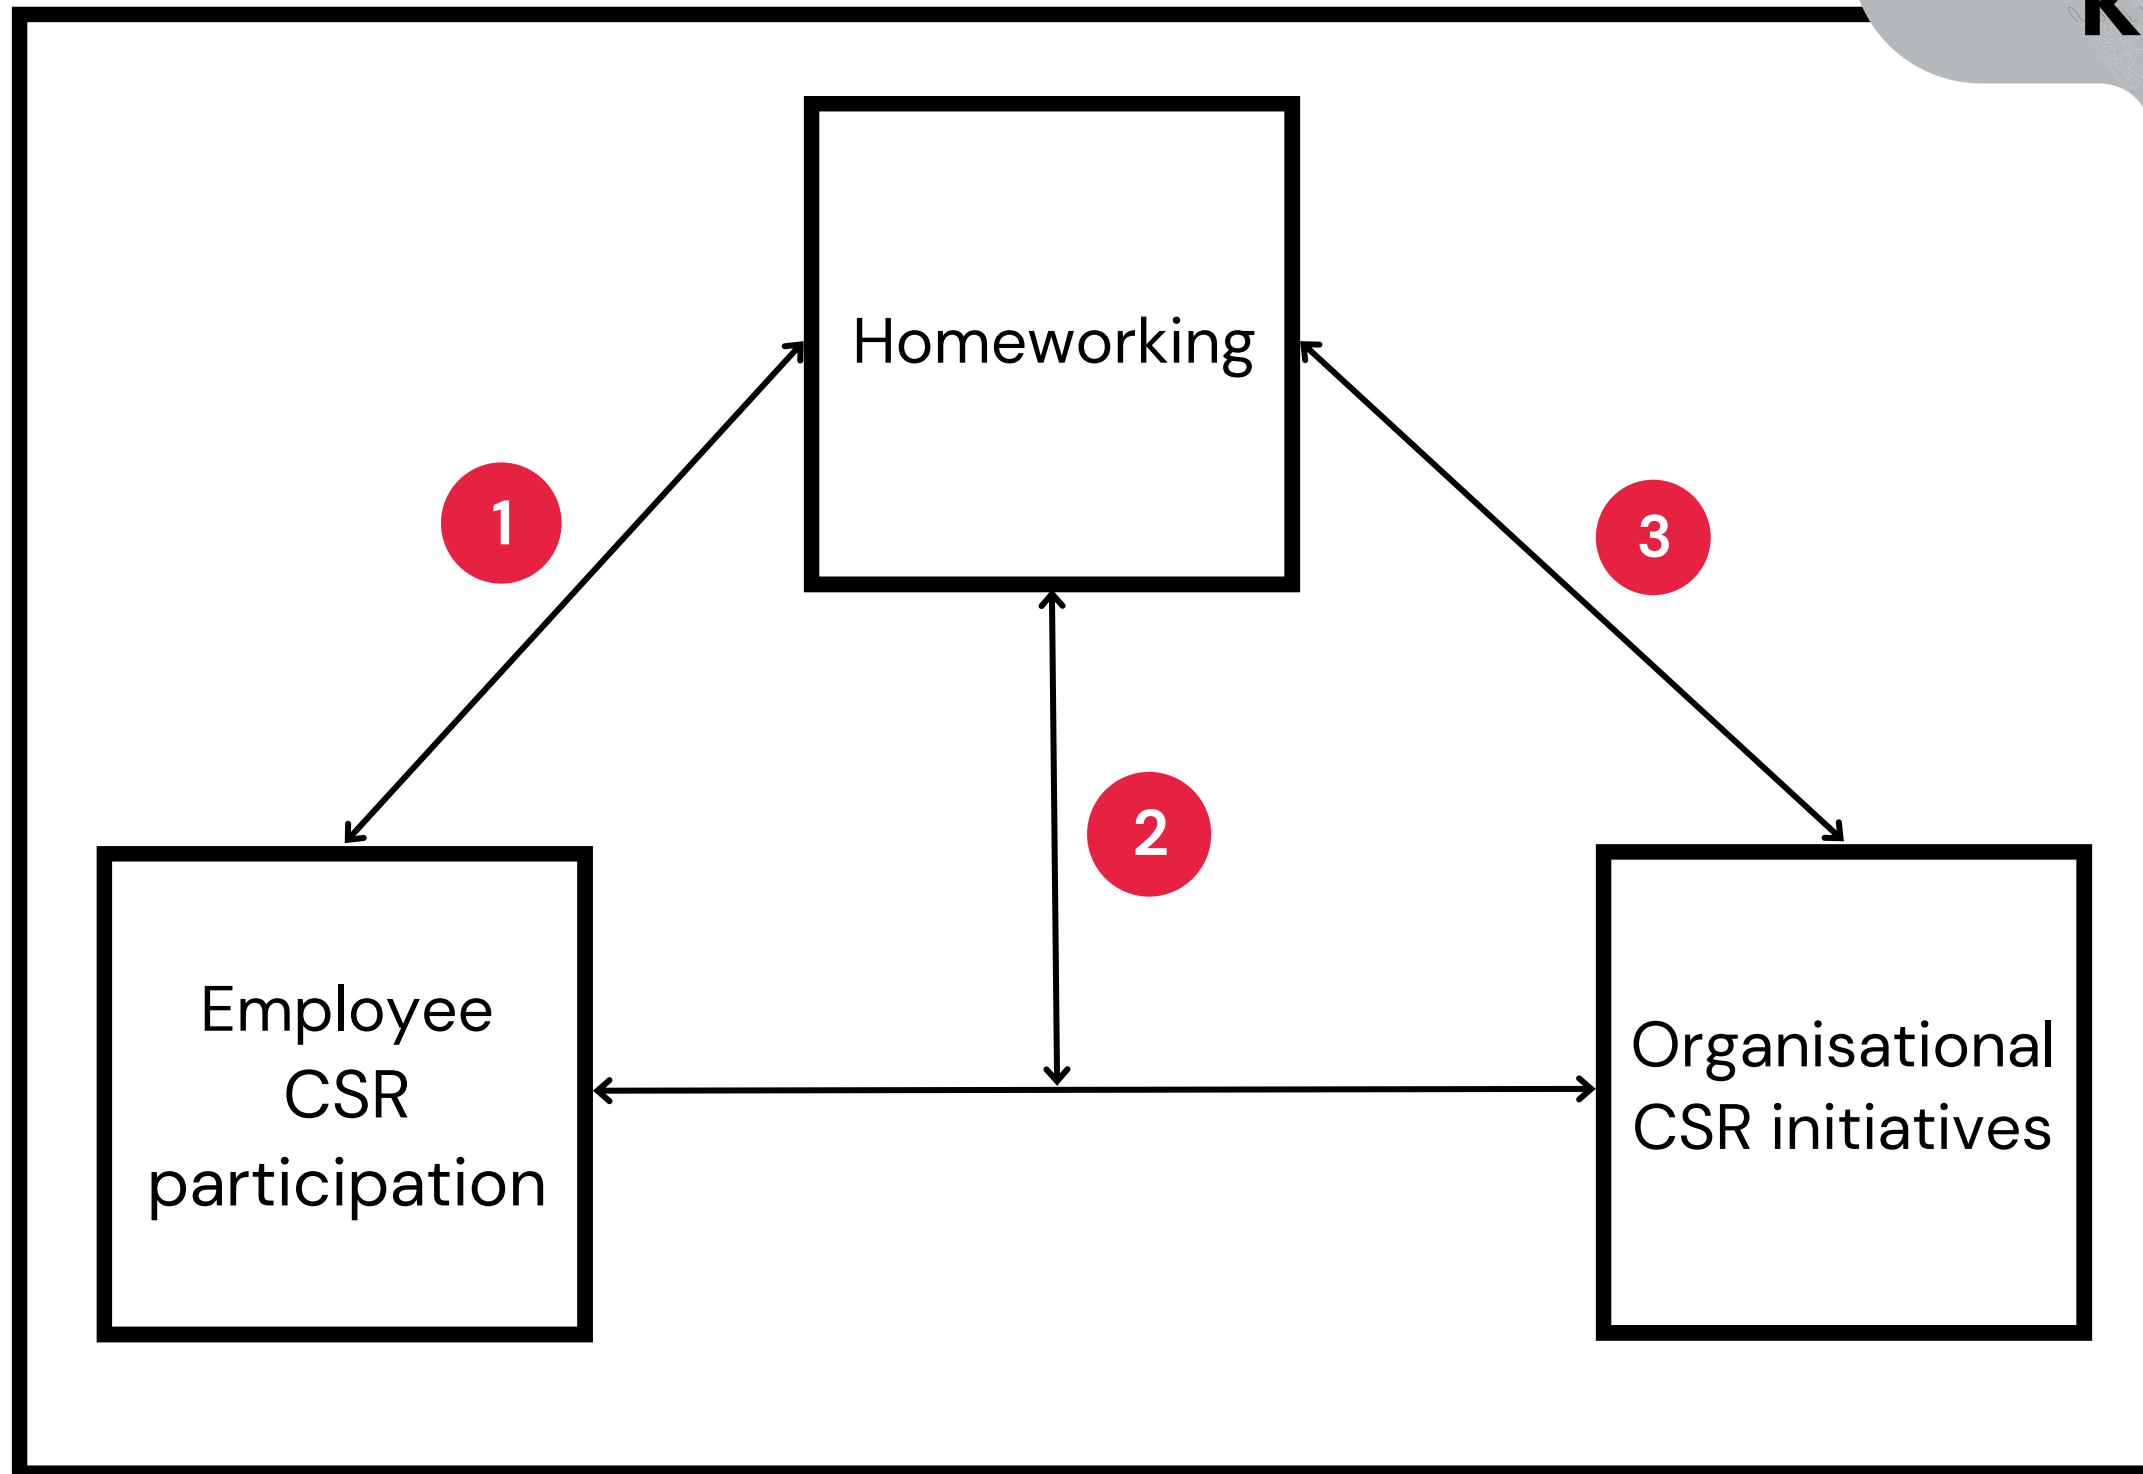 Homeworking
1
3
2
Employee
CSR
participation
Organisational
CSR initiatives